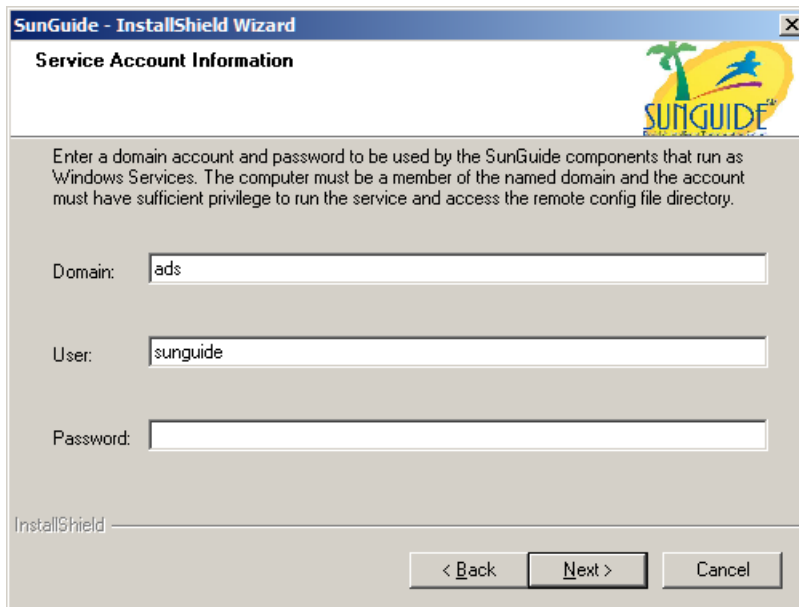 SunGuide - InstallShield Wizard
Service Account Information
SUNGUIDE
Enter a domain account and password to be used by the SunGuide components that run as
Windows Services. The computer must be a member of the named domain and the account
must have sufficient privilege to run the service and access the remote config file directory.
Domain: ads
User: sunguide
Password:
InstallShield
< Back Next > Cancel